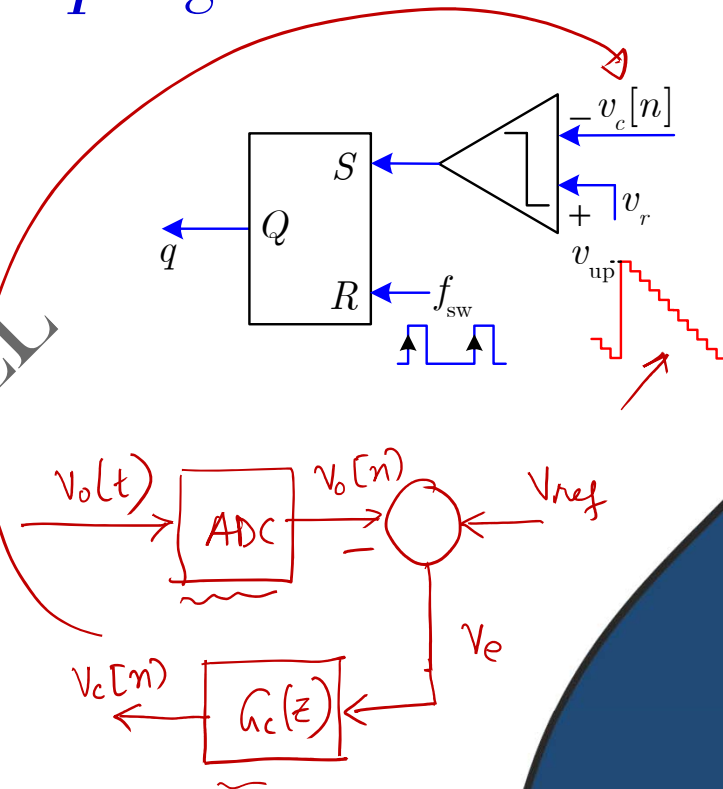 − v_c[n]
S
+ v_r
Q
q
v_up
R
f_sw
V_o(t)
ADC
V_o[n]
−
V_ref
V_e
V_c[n]
G_c(z)